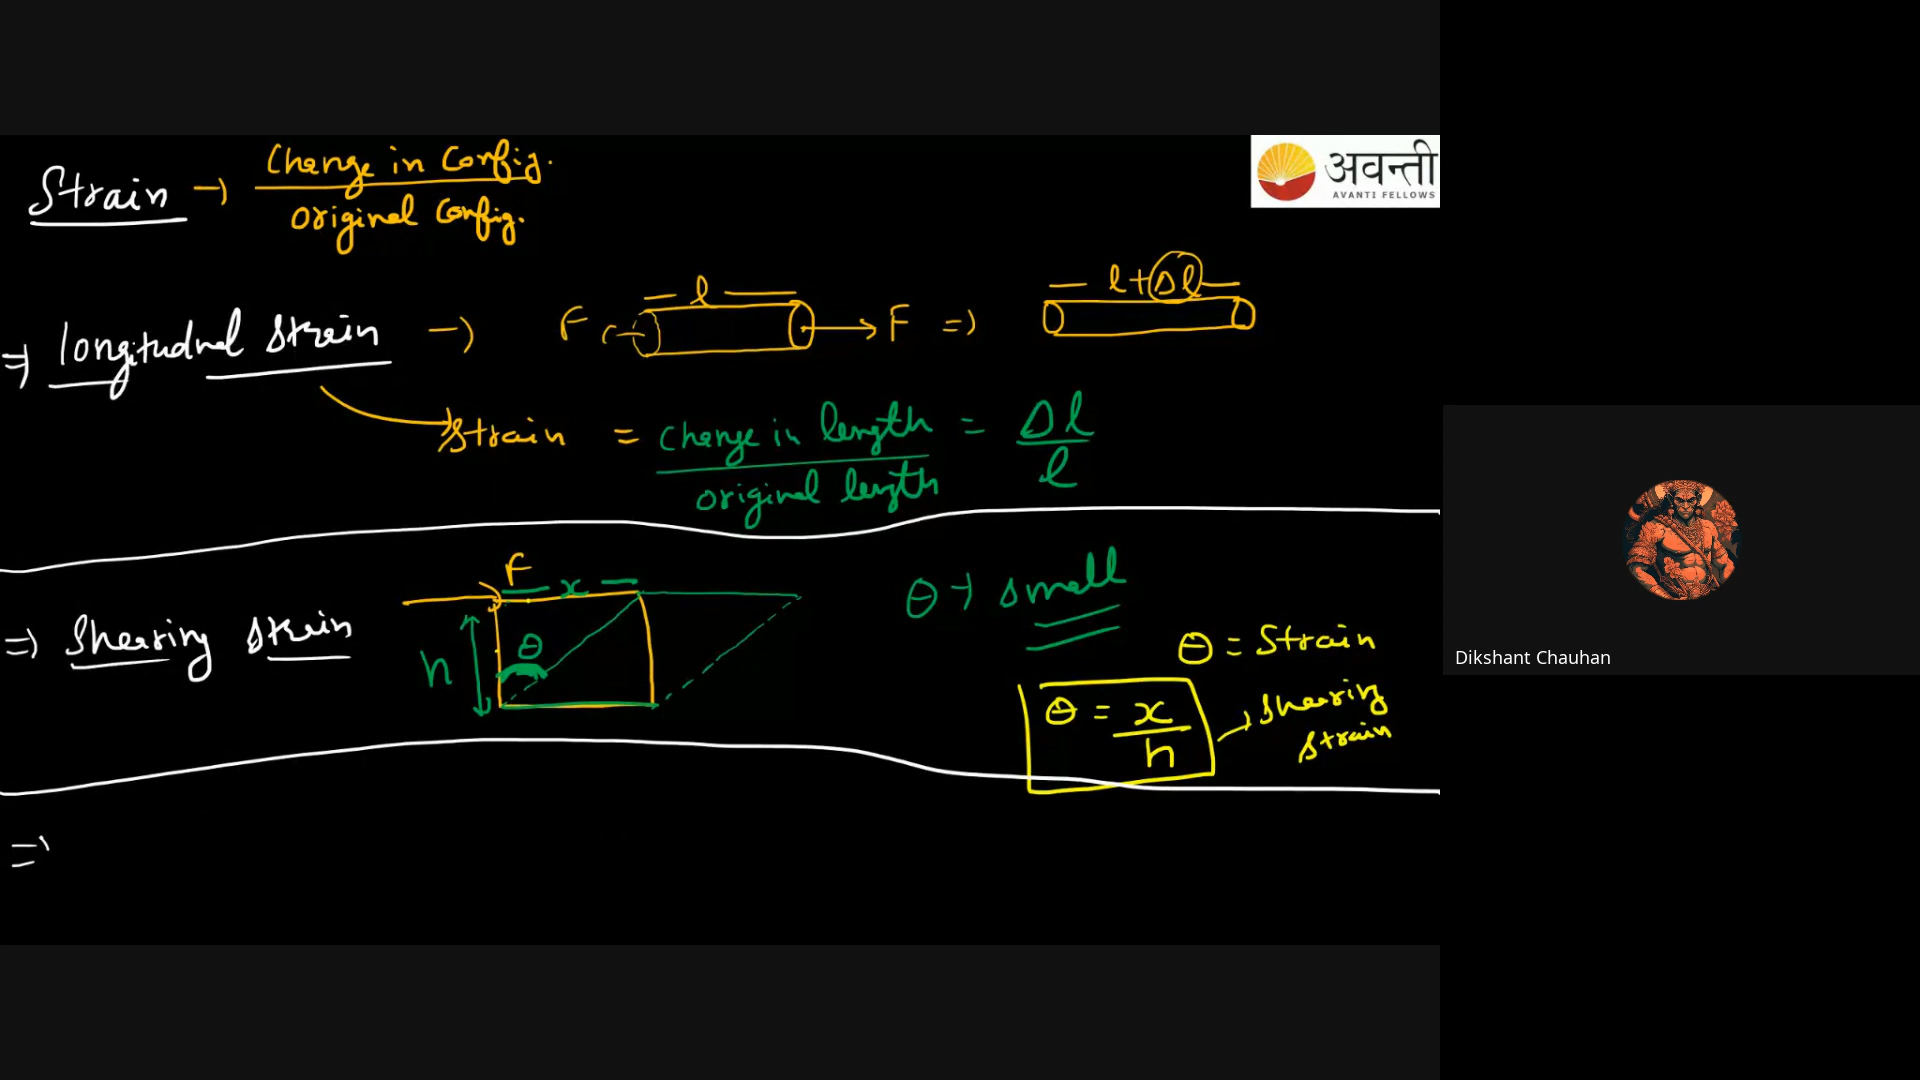 Strain → Change in Config.
Original Config.
अवन्ती
AVANTI FELLOWS
⇒ longitudnal strain → F l F ⇒ l+Δl
Strain = Change in length = Δl
original length l
⇒ Shearing Strain
F x
h θ
θ → small
θ = Strain
θ = x/h → Shearing
Strain
⇒
Dikshant Chauhan